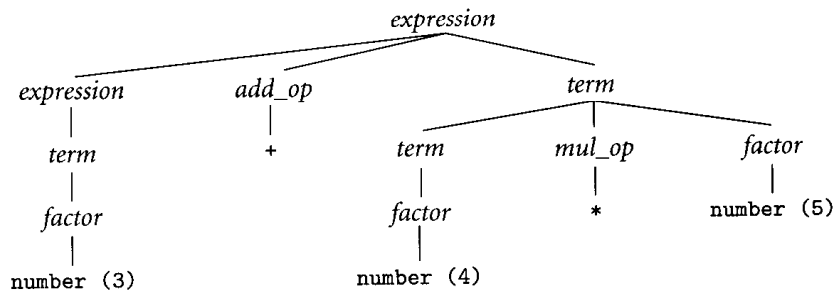 expression
expression add_op term
term + term mul_op factor
factor factor * number (5)
number (3) number (4)